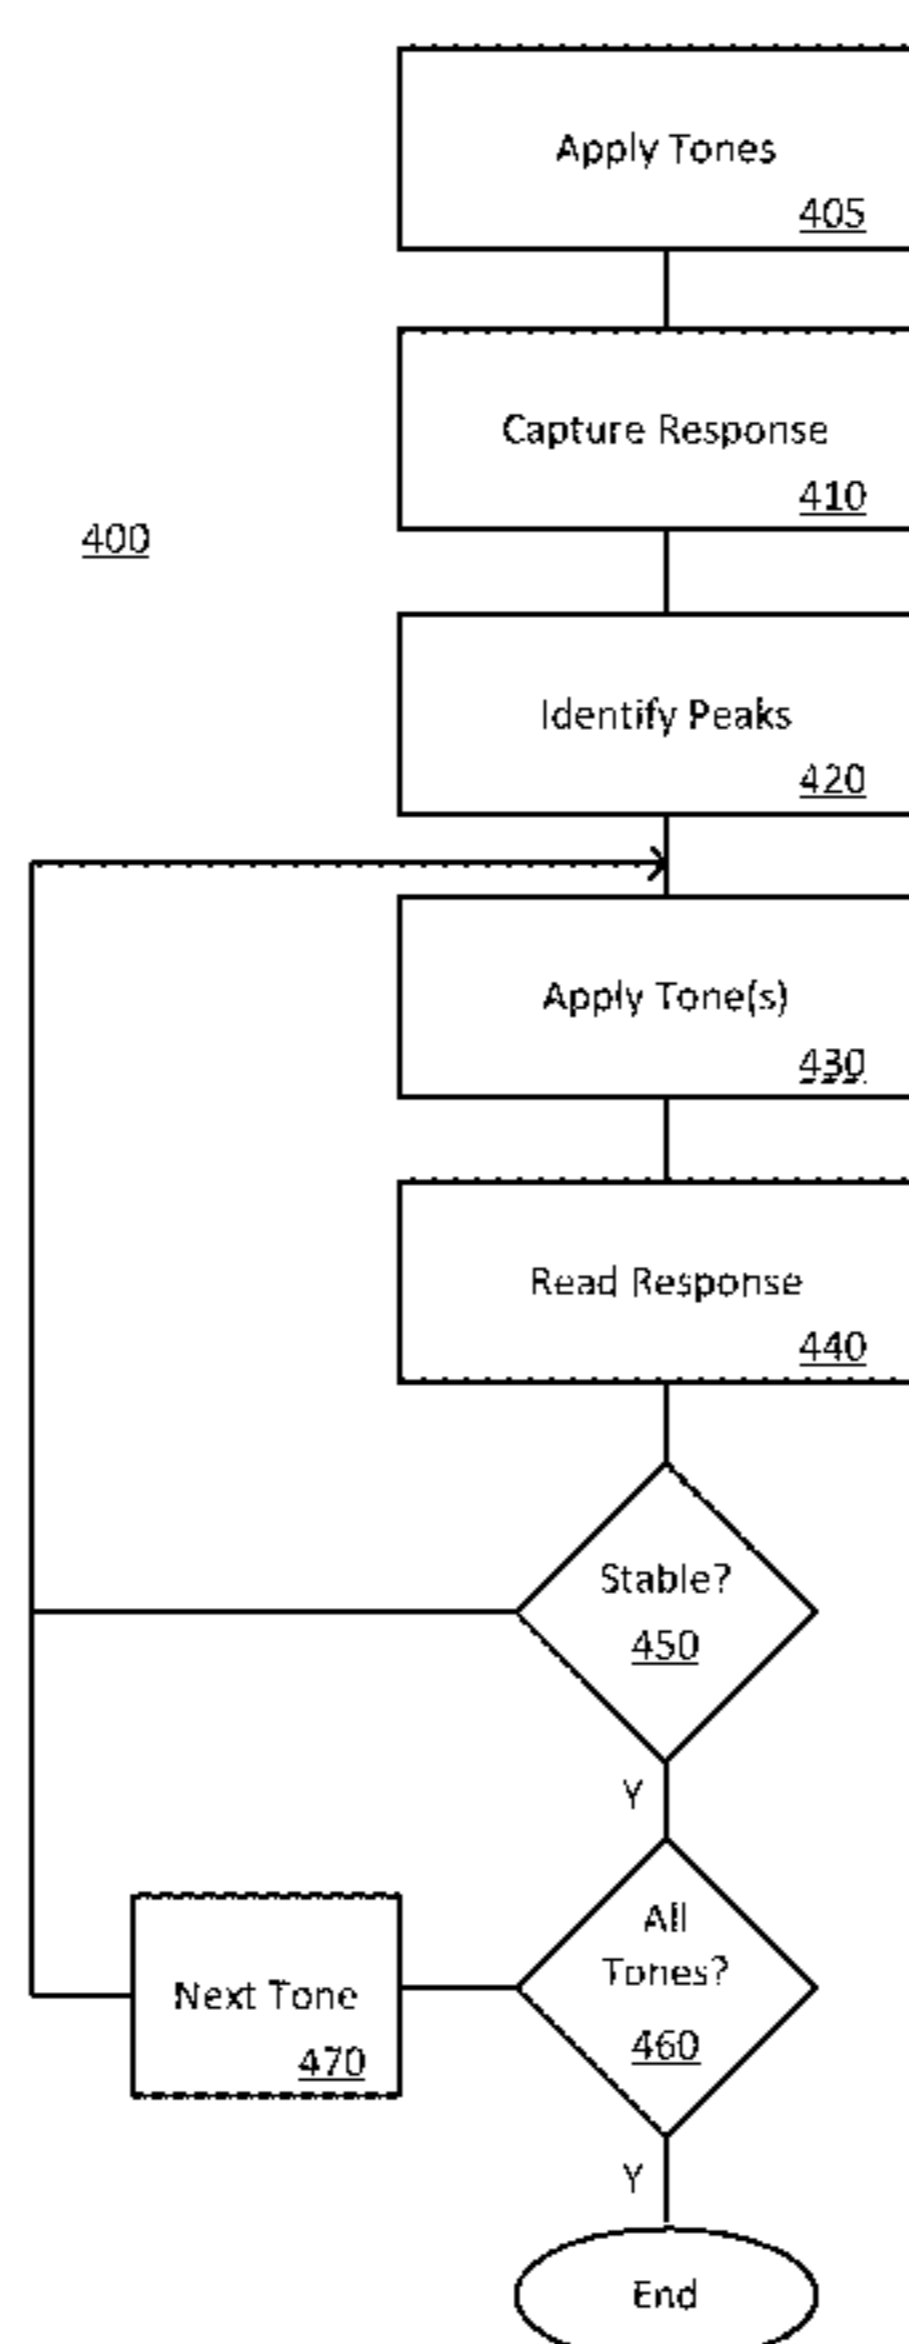 Apply Tones
405
Capture Response
410
400
Identify Peaks
420
Apply Tone(s)
430
Read Response
440
Stable?
450
Y
All
Tones?
460
Next Tone
470
Y
End